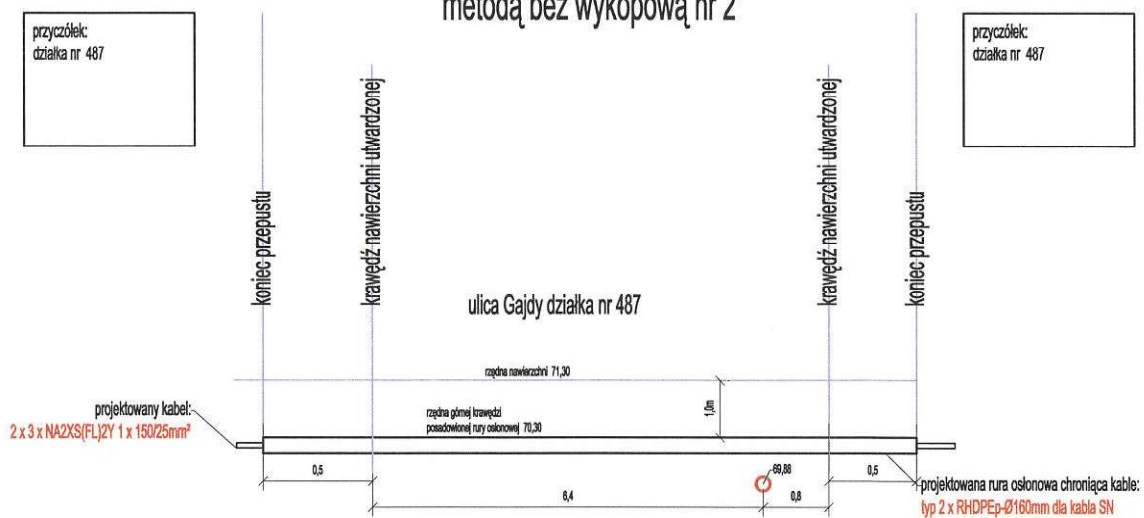 metodą bez wykopową nr 2
przyczółek:
działka nr 487
przyczółek:
działka nr 487
koniec przepustu
krawędź nawierzchni utwardzonej
krawędź nawierzchni utwardzonej
koniec przepustu
ulica Gajdy działka nr 487
rzędna nawierzchni 71,30
1,0m
projektowany kabel:
2 x 3 x NA2XS(FL)2Y 1 x 150/25mm²
rzędna górnej krawędzi
posadowionej rury osłonowej 70,30
0,5
69,88
0,5
6,4
0,8
projektowana rura osłonowa chroniąca kable:
typ 2 x RHDPEp-Ø160mm dla kabla SN